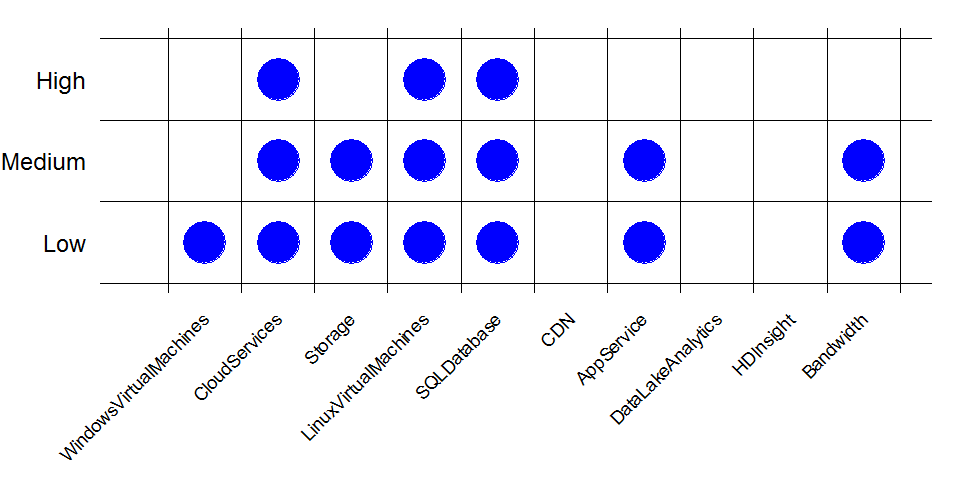 High
Medium
Low
WindowsVirtualMachines
CloudServices
Storage
LinuxVirtualMachines
SQLDatabase
CDN
AppService
DataLakeAnalytics
HDInsight
Bandwidth